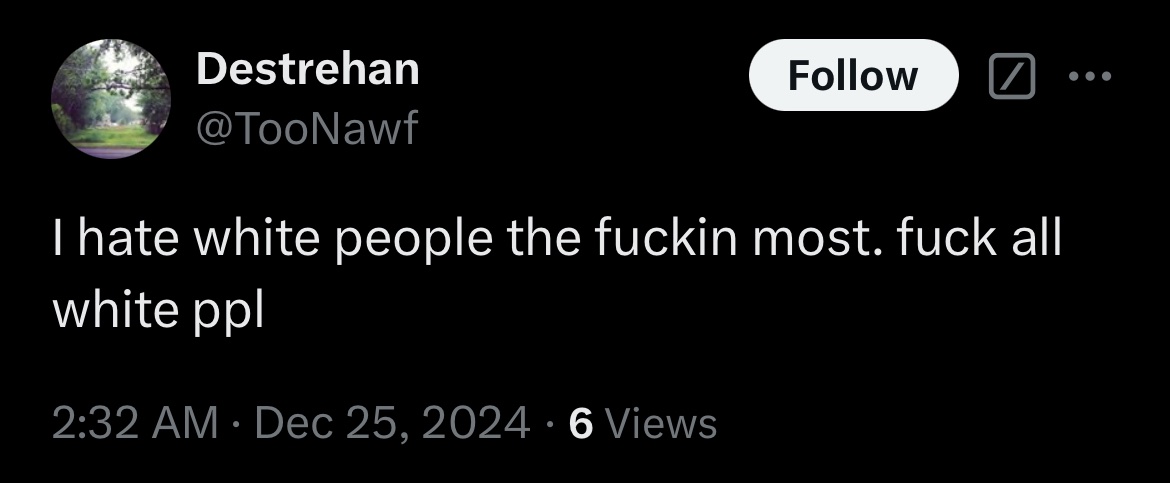 Destrehan
Follow
@TooNawf
I hate white people the fuckin most. fuck all
white ppl
2:32 AM · Dec 25, 2024 · 6 Views